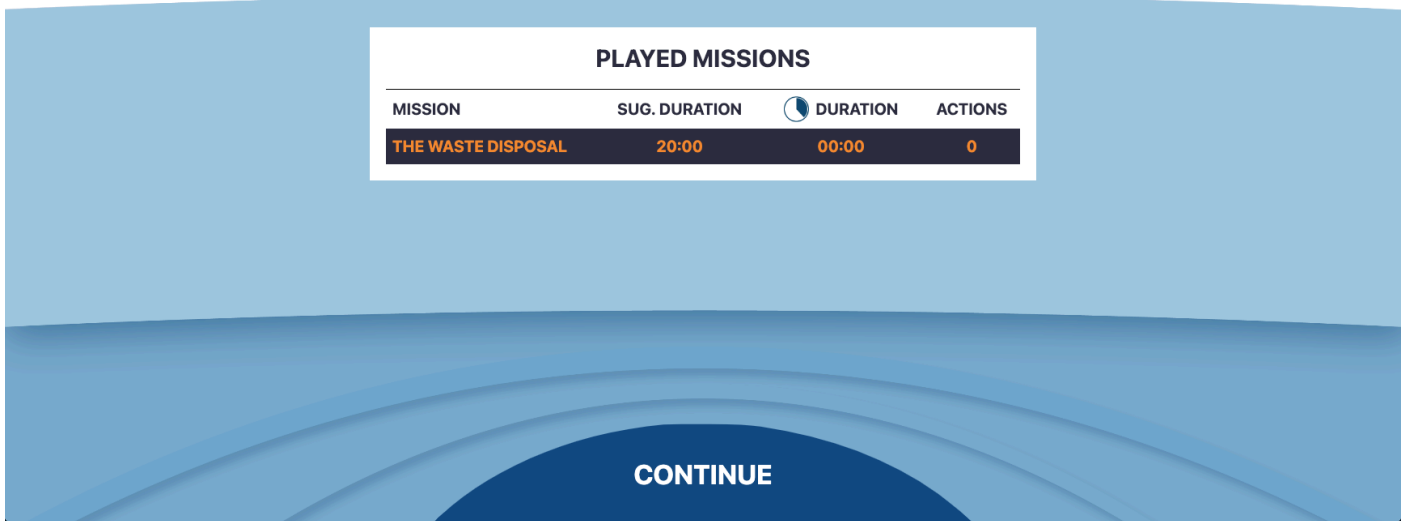 PLAYED MISSIONS
MISSION SUG. DURATION DURATION ACTIONS
THE WASTE DISPOSAL 20:00 00:00 0
CONTINUE